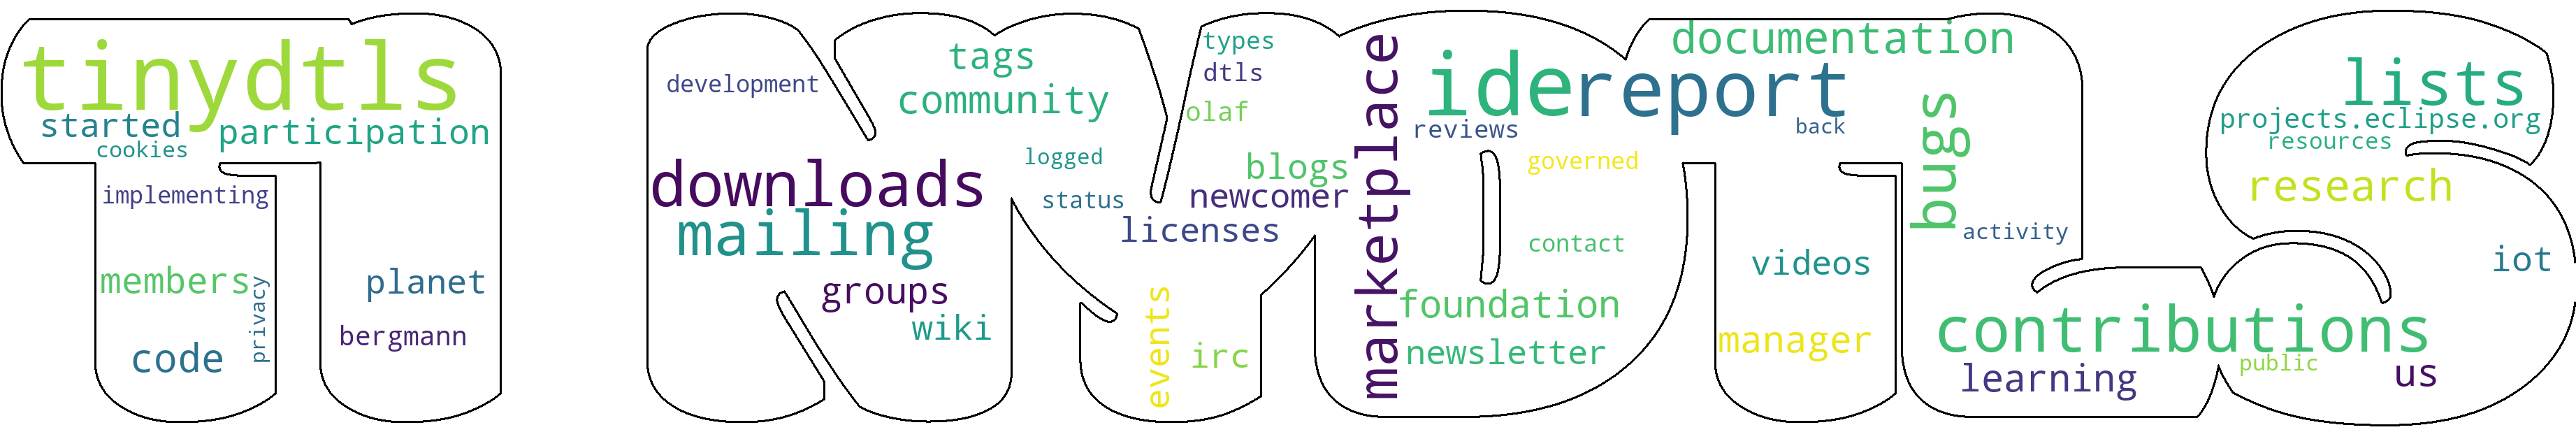 tinydtls
started
participation
cookies
implementing
members
privacy
planet
bergmann
code
development
tags
community
types
dtls
olaf
logged
status
downloads
mailing
groups
wiki
blogs
newcomer
licenses
events
irc
marketplace
ide
report
documentation
reviews
back
governed
contact
foundation
newsletter
videos
manager
bugs
activity
lists
projects.eclipse.org
resources
research
iot
contributions
learning
public
us